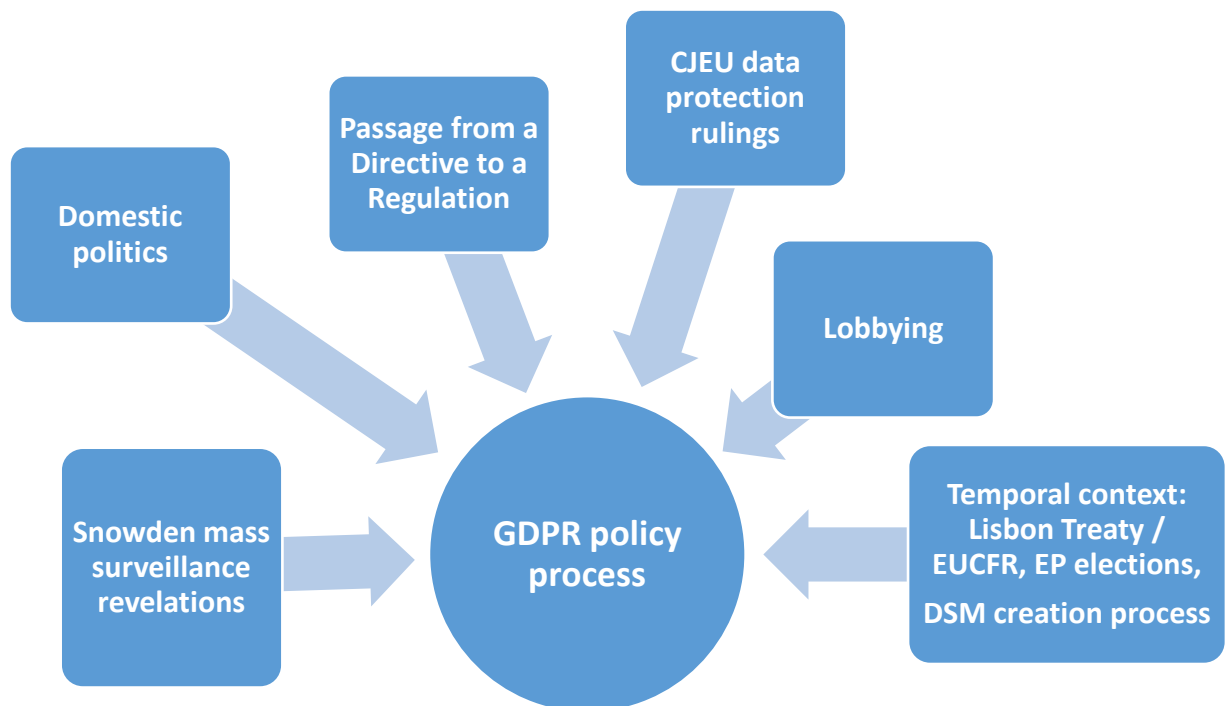 CJEU data
protection
rulings
Passage from a
Directive to a
Regulation
Domestic
politics
Lobbying
Snowden mass
surveillance
revelations
GDPR policy
process
Temporal context:
Lisbon Treaty /
EUCFR, EP elections,
DSM creation process